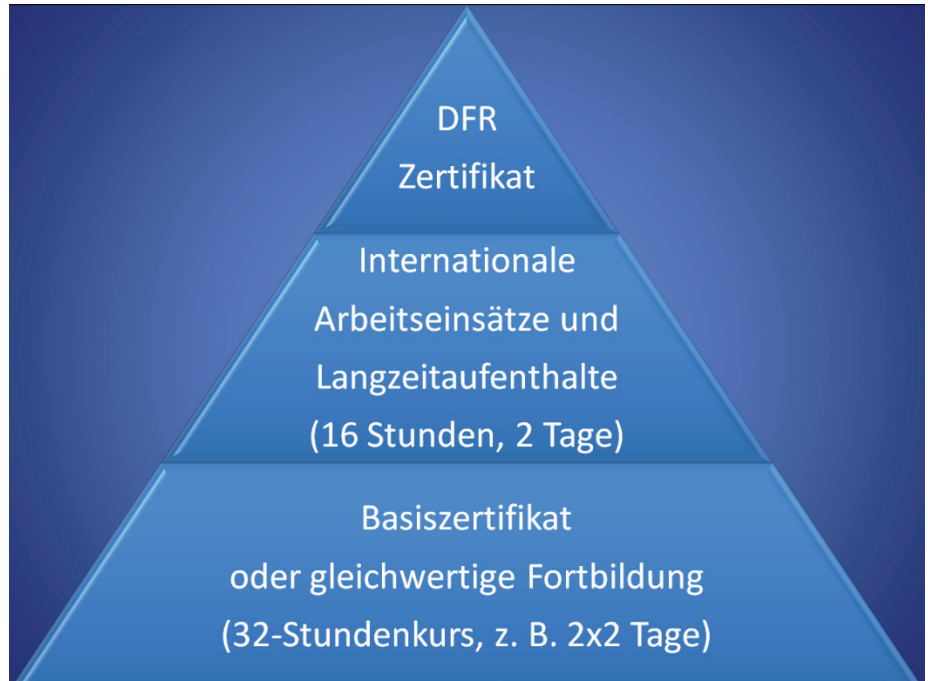 DFR
Zertifikat
Internationale
Arbeitseinsätze und
Langzeitaufenthalte
(16 Stunden, 2 Tage)
Basiszertifikat
oder gleichwertige Fortbildung
(32-Stundenkurs, z. B. 2x2 Tage)